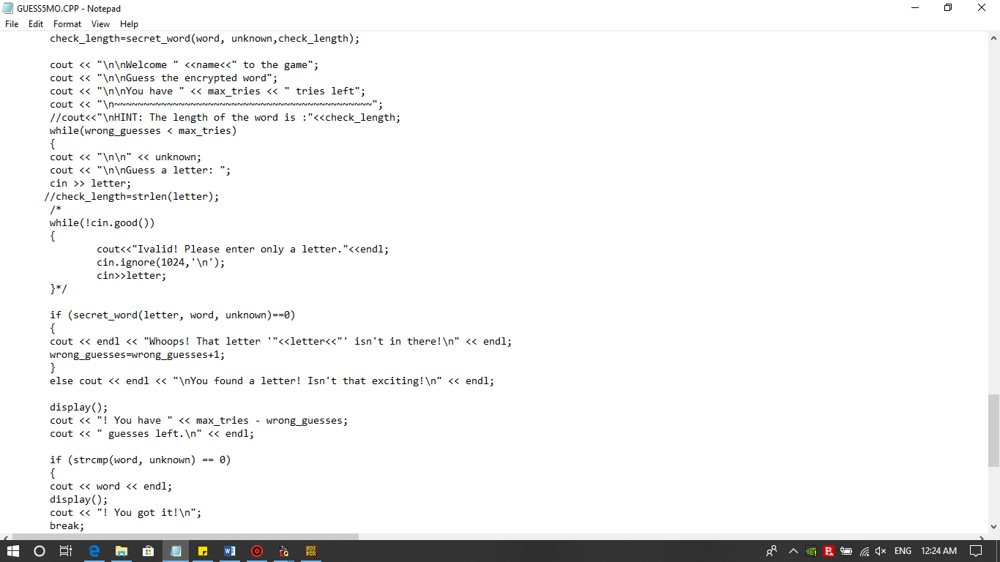 GUESS5MO.CPP - Notepad
File Edit Format View Help
check_length=secret_word(word, unknown,check_length);
cout << "\n\nWelcome " <<name<<" to the game";
cout << "\n\nGuess the encrypted word";
cout << "\n\nYou have " << max_tries << " tries left";
cout << "\n~~~~~~~~~~~~~~~~~~~~~~~~~~~~~~~~~~~~~~~~~~~~";
//cout<<"\nHINT: The length of the word is :"<<check_length;
while(wrong_guesses < max_tries)
{
cout << "\n\n" << unknown;
cout << "\n\nGuess a letter: ";
cin >> letter;
//check_length=strlen(letter);
/*
while(!cin.good())
{
cout<<"Ivalid! Please enter only a letter."<<endl;
cin.ignore(1024,'\n');
cin>>letter;
}*/
if (secret_word(letter, word, unknown)==0)
{
cout << endl << "Whoops! That letter '"<<letter<<"' isn't in there!\n" << endl;
wrong_guesses=wrong_guesses+1;
}
else cout << endl << "\nYou found a letter! Isn't that exciting!\n" << endl;
display();
cout << "! You have " << max_tries - wrong_guesses;
cout << " guesses left.\n" << endl;
if (strcmp(word, unknown) == 0)
{
cout << word << endl;
display();
cout << "! You got it!\n";
break;
DOS BOX
ENG 12:24 AM